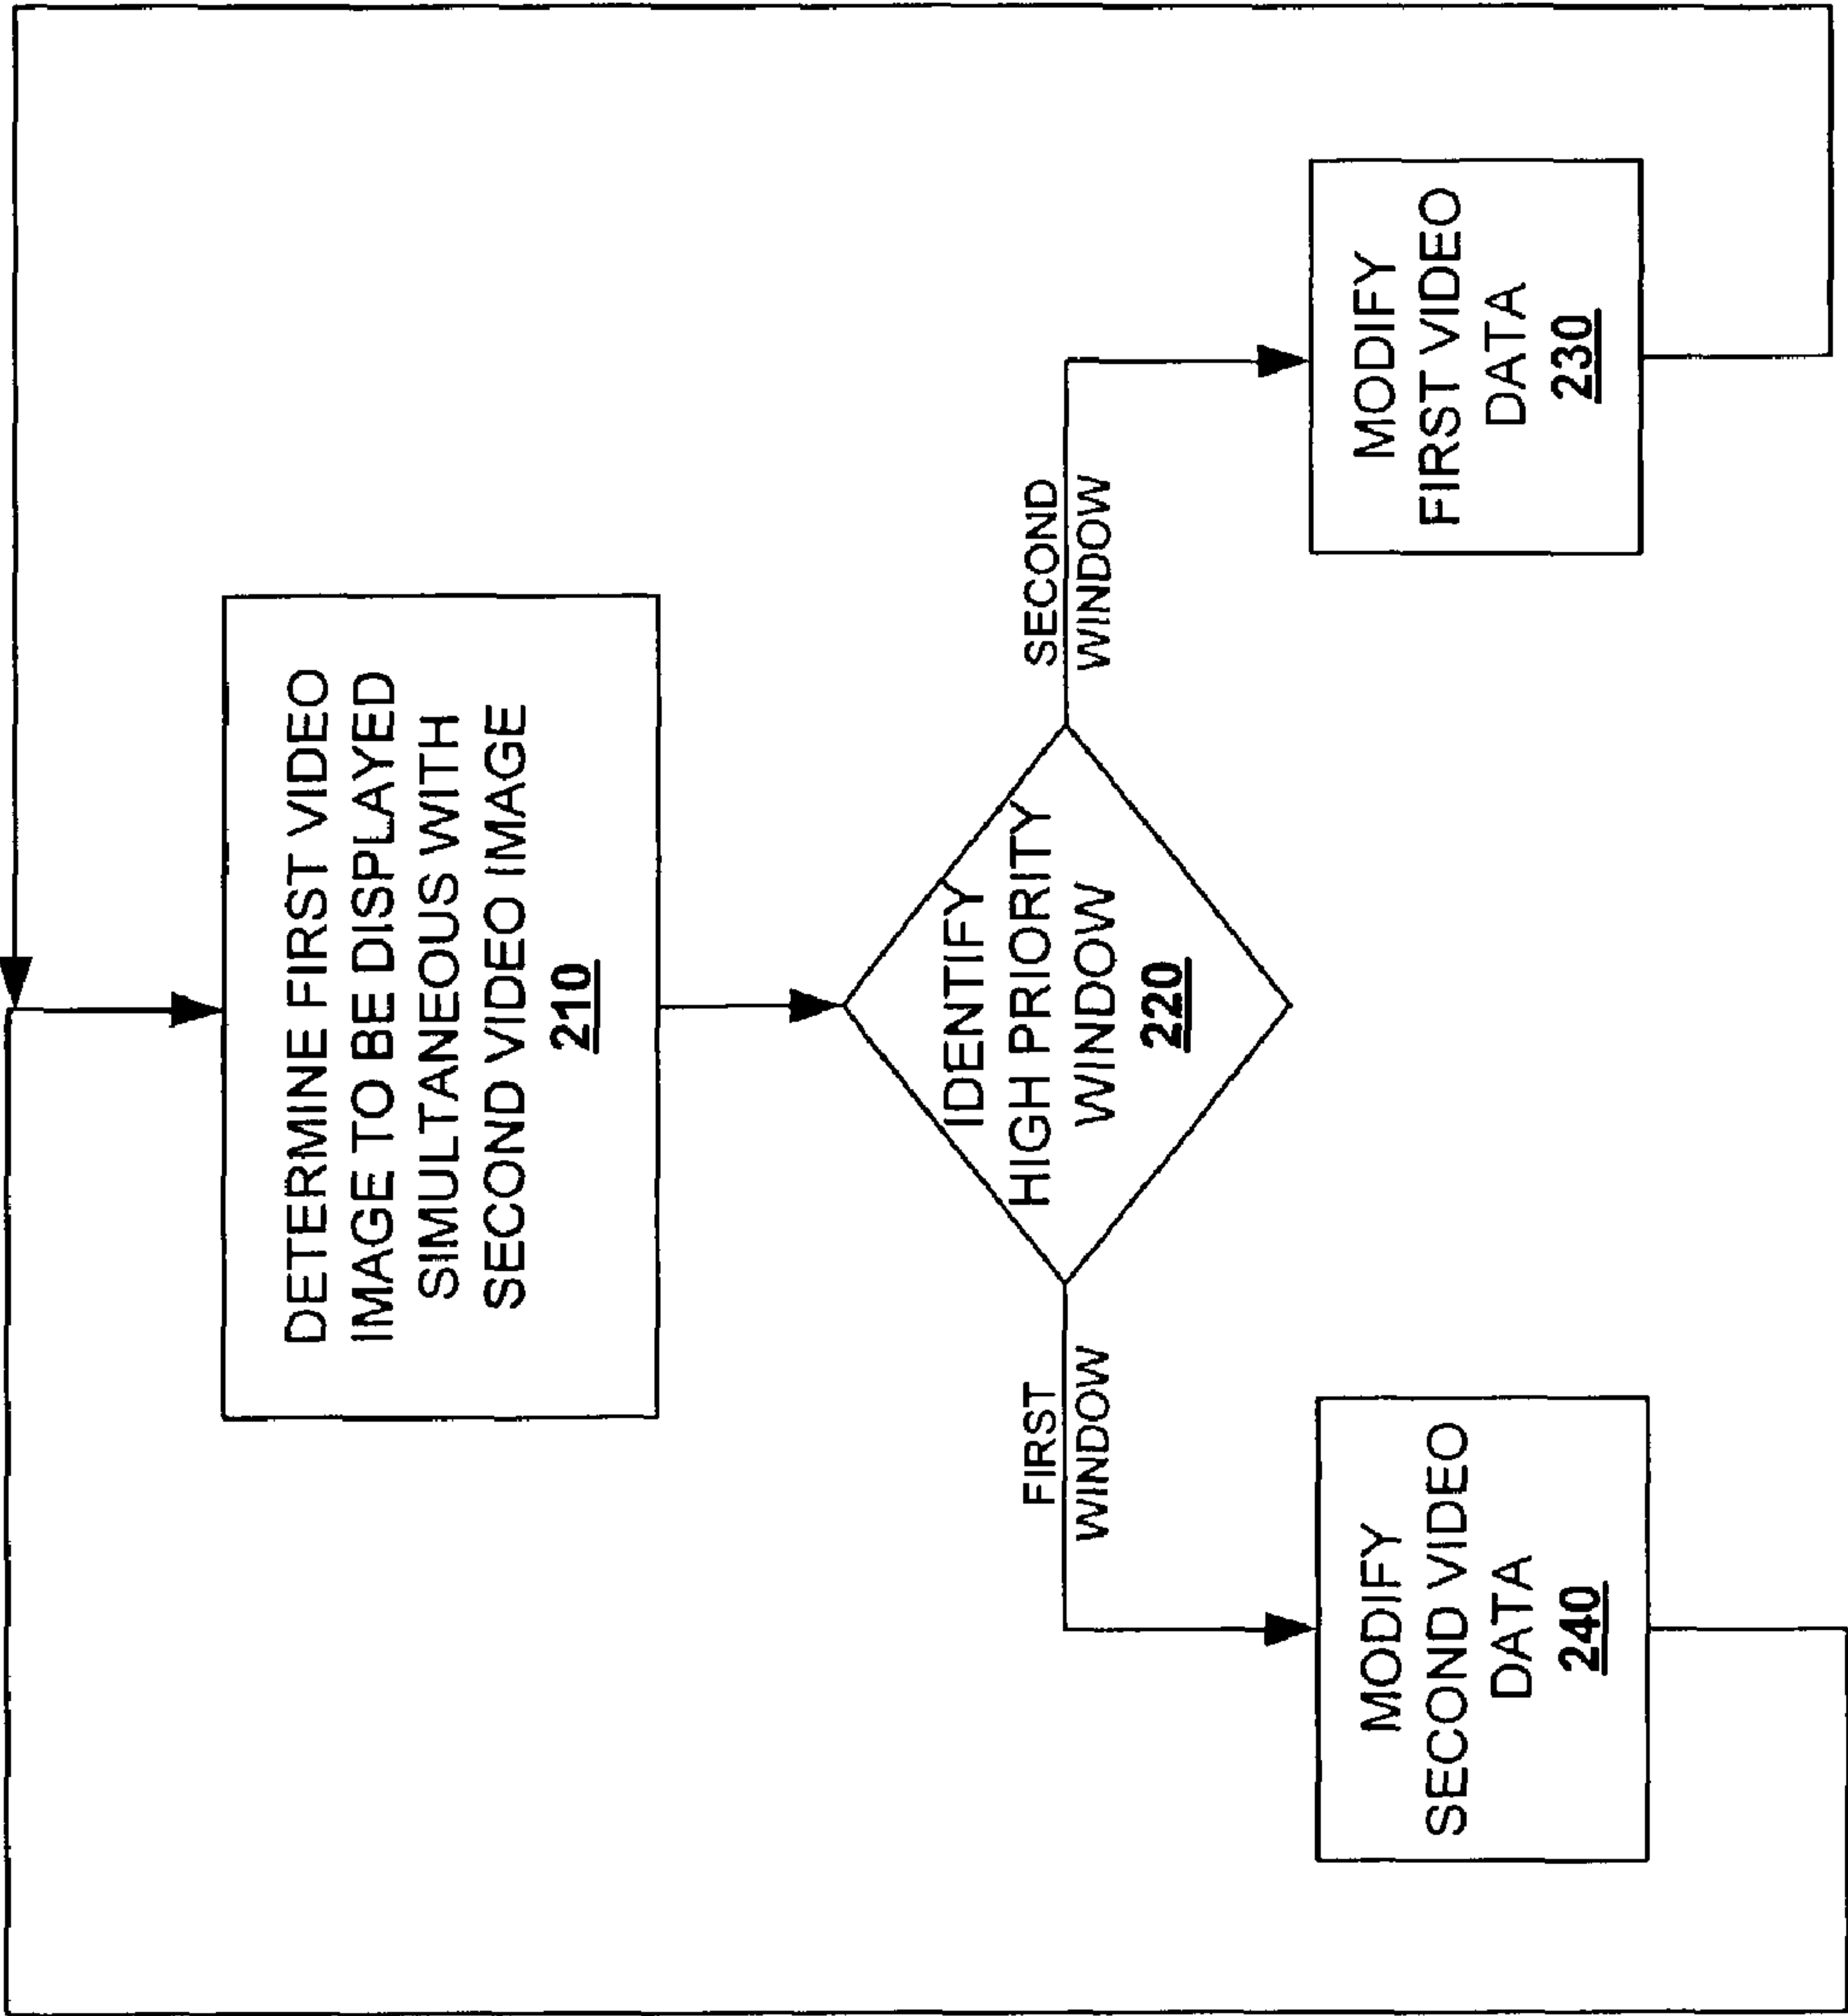 DETERMINE FIRST VIDEO
IMAGE TO BE DISPLAYED
SIMULTANEOUS WITH
SECOND VIDEO IMAGE
210
IDENTIFY
HIGH PRIORITY
WINDOW
220
FIRST
WINDOW
SECOND
WINDOW
MODIFY
SECOND VIDEO
DATA
240
MODIFY
FIRST VIDEO
DATA
230